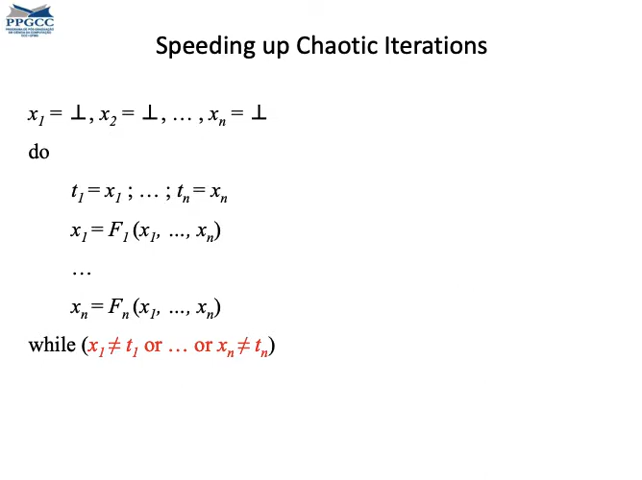 PPGCC
Speeding up Chaotic Iterations
x₁ = ⊥, x₂ = ⊥, … , xₙ = ⊥
do
t₁ = x₁ ; … ; tₙ = xₙ
x₁ = F₁ (x₁, …, xₙ)
…
xₙ = Fₙ (x₁, …, xₙ)
while (x₁ ≠ t₁ or … or xₙ ≠ tₙ)